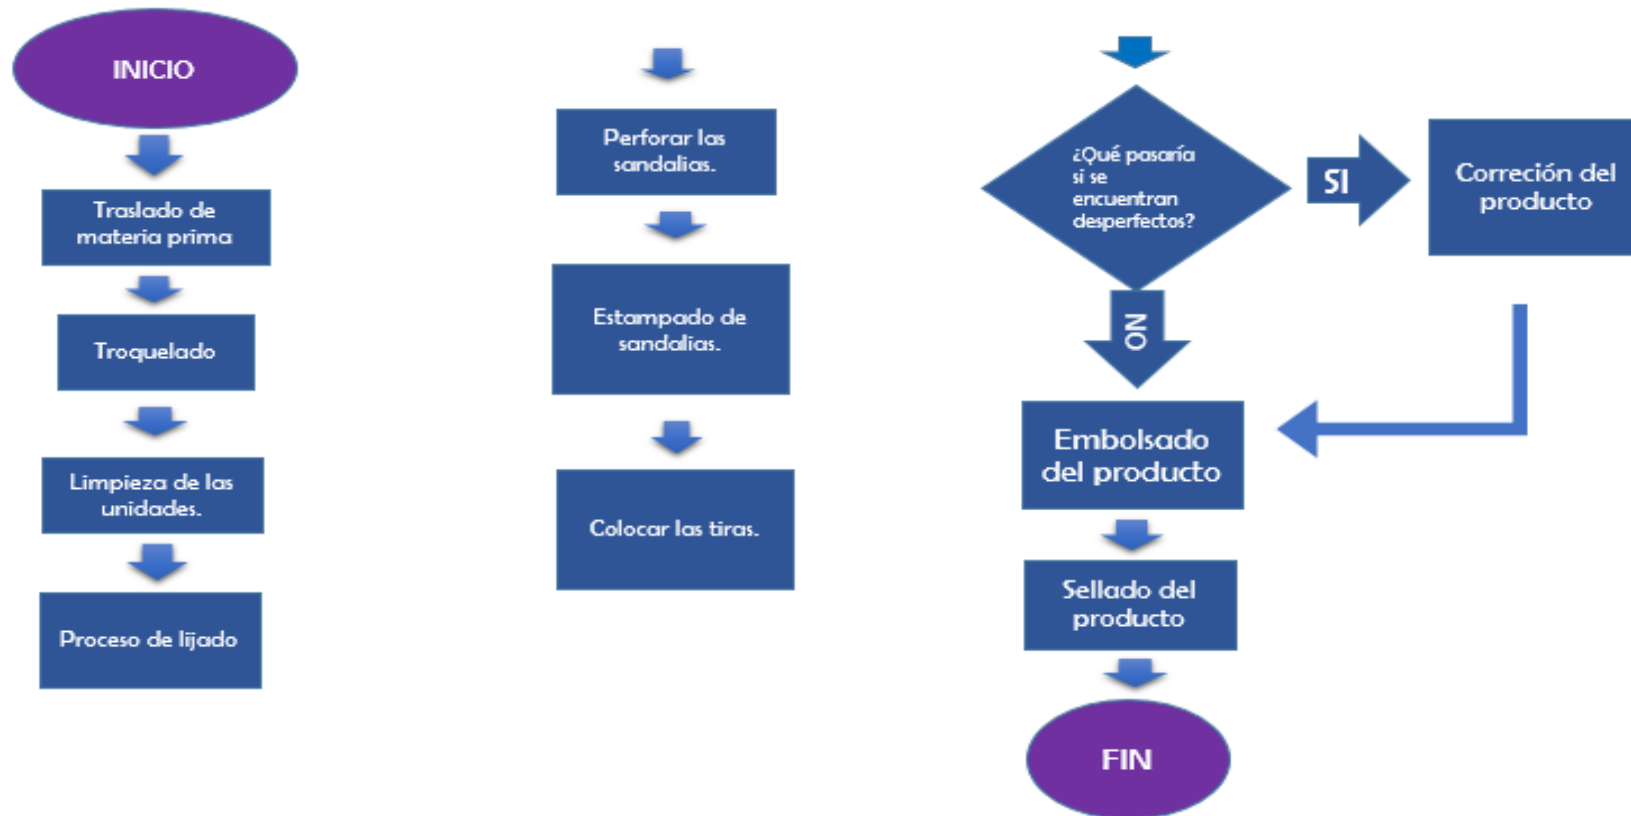 INICIO
Traslado de
materia prima
Troquelado
Limpieza de las
unidades.
Proceso de lijado
Perforar las
sandalias.
Estampado de
sandalias.
Colocar las tiras.
¿Qué pasaría
si se
encuentran
desperfectos?
SI
Correción del
producto
NO
Embolsado
del producto
Sellado del
producto
FIN